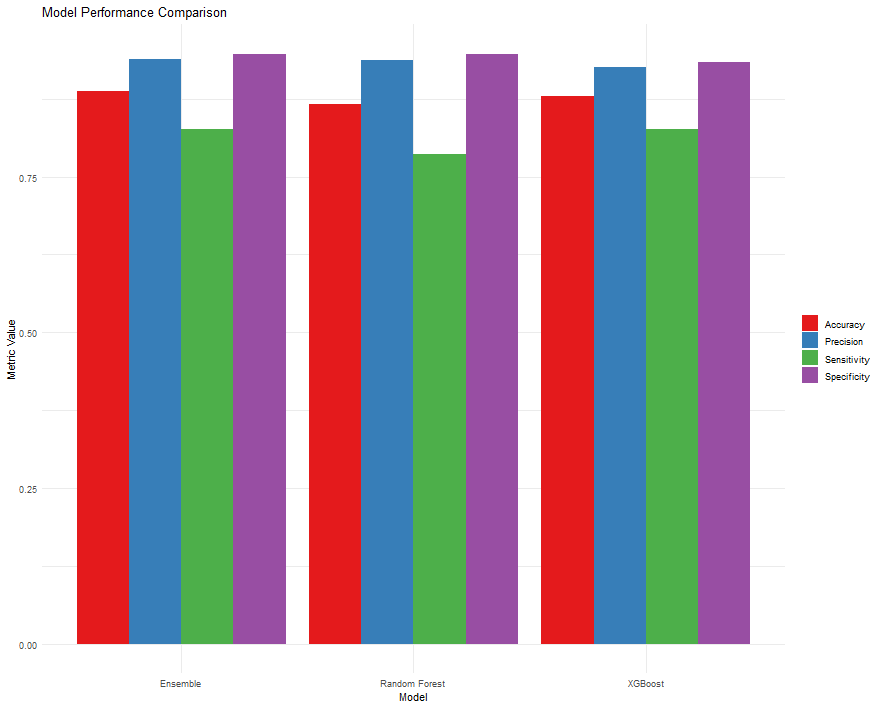 Model Performance Comparison
Metric Value
0.75
0.50
0.25
0.00
Ensemble
Random Forest
XGBoost
Model
Accuracy
Precision
Sensitivity
Specificity